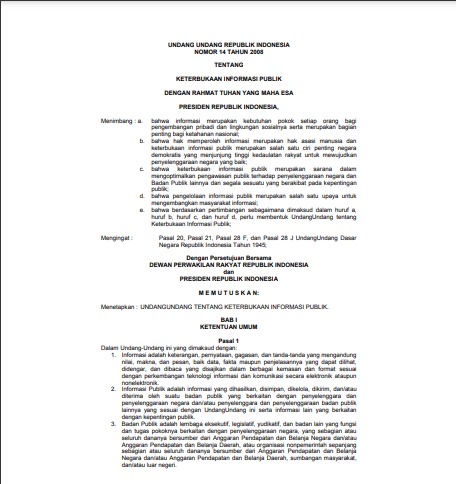 UNDANG UNDANG REPUBLIK INDONESIA
NOMOR 14 TAHUN 2008
TENTANG
KETERBUKAAN INFORMASI PUBLIK
DENGAN RAHMAT TUHAN YANG MAHA ESA
PRESIDEN REPUBLIK INDONESIA,
Menimbang : a. bahwa informasi merupakan kebutuhan pokok setiap orang bagi
pengembangan pribadi dan lingkungan sosialnya serta merupakan bagian
penting bagi ketahanan nasional;
b. bahwa hak memperoleh informasi merupakan hak asasi manusia dan
keterbukaan informasi publik merupakan salah satu ciri penting negara
demokratis yang menjunjung tinggi kedaulatan rakyat untuk mewujudkan
penyelenggaraan negara yang baik;
c. bahwa keterbukaan informasi publik merupakan sarana dalam
mengoptimalkan pengawasan publik terhadap penyelenggaraan negara dan
Badan Publik lainnya dan segala sesuatu yang berakibat pada kepentingan
publik;
d. bahwa pengelolaan informasi publik merupakan salah satu upaya untuk
mengembangkan masyarakat informasi;
e. bahwa berdasarkan pertimbangan sebagaimana dimaksud dalam huruf a,
huruf b, huruf c, dan huruf d, perlu membentuk UndangUndang tentang
Keterbukaan Informasi Publik;
Mengingat : Pasal 20, Pasal 21, Pasal 28 F, dan Pasal 28 J UndangUndang Dasar
Negara Republik Indonesia Tahun 1945;
Dengan Persetujuan Bersama
DEWAN PERWAKILAN RAKYAT REPUBLIK INDONESIA
dan
PRESIDEN REPUBLIK INDONESIA
M E M U T U S K A N:
Menetapkan : UNDANGUNDANG TENTANG KETERBUKAAN INFORMASI PUBLIK.
BAB I
KETENTUAN UMUM
Pasal 1
Dalam Undang-Undang ini yang dimaksud dengan:
1. Informasi adalah keterangan, pernyataan, gagasan, dan tanda-tanda yang mengandung
nilai, makna, dan pesan, baik data, fakta maupun penjelasannya yang dapat dilihat,
didengar, dan dibaca yang disajikan dalam berbagai kemasan dan format sesuai
dengan perkembangan teknologi informasi dan komunikasi secara elektronik ataupun
nonelektronik.
2. Informasi Publik adalah informasi yang dihasilkan, disimpan, dikelola, dikirim, dan/atau
diterima oleh suatu badan publik yang berkaitan dengan penyelenggara dan
penyelenggaraan negara dan/atau penyelenggara dan penyelenggaraan badan publik
lainnya yang sesuai dengan UndangUndang ini serta informasi lain yang berkaitan
dengan kepentingan publik.
3. Badan Publik adalah lembaga eksekutif, legislatif, yudikatif, dan badan lain yang fungsi
dan tugas pokoknya berkaitan dengan penyelenggaraan negara, yang sebagian atau
seluruh dananya bersumber dari Anggaran Pendapatan dan Belanja Negara dan/atau
Anggaran Pendapatan dan Belanja Daerah, atau organisasi nonpemerintah sepanjang
sebagian atau seluruh dananya bersumber dari Anggaran Pendapatan dan Belanja
Negara dan/atau Anggaran Pendapatan dan Belanja Daerah, sumbangan masyarakat,
dan/atau luar negeri.